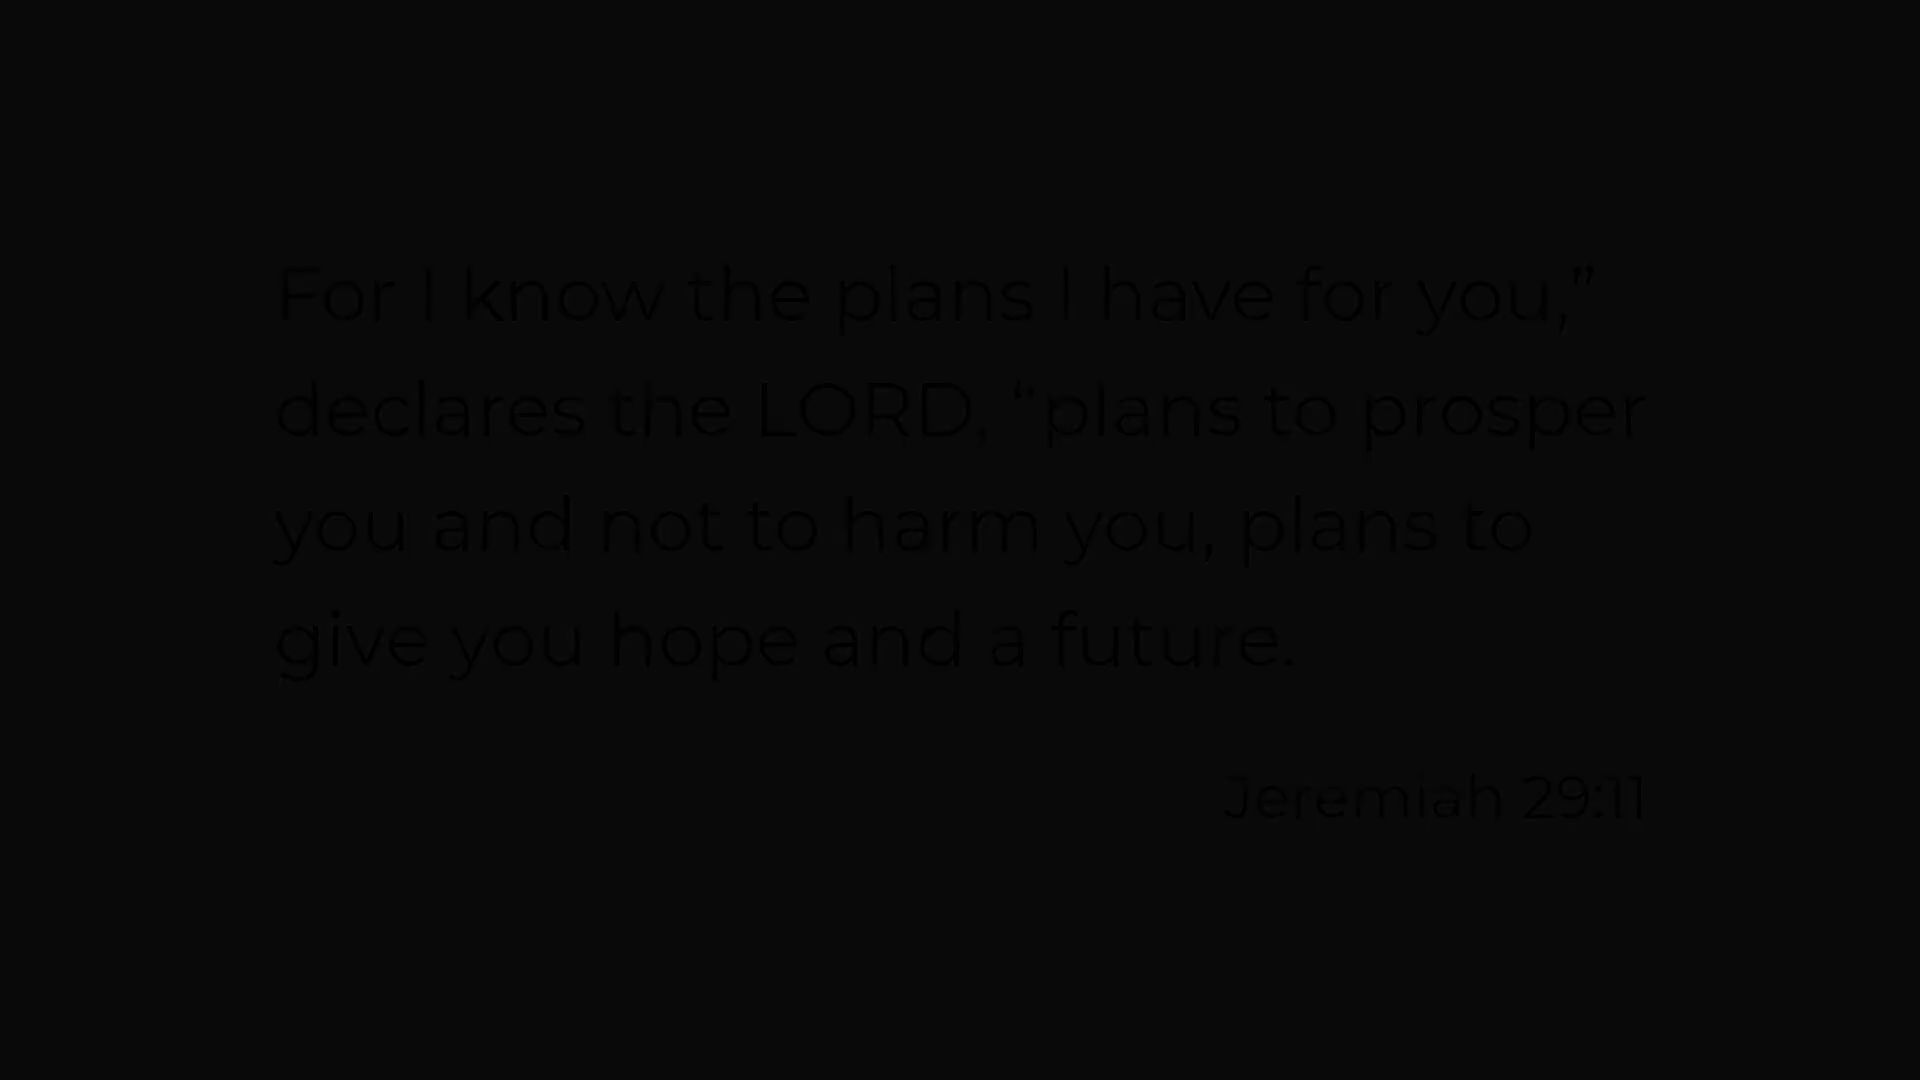 For I know the plans I have for you,”
declares the LORD, “plans to prosper
you and not to harm you, plans to
give you hope and a future.
Jeremiah 29:11